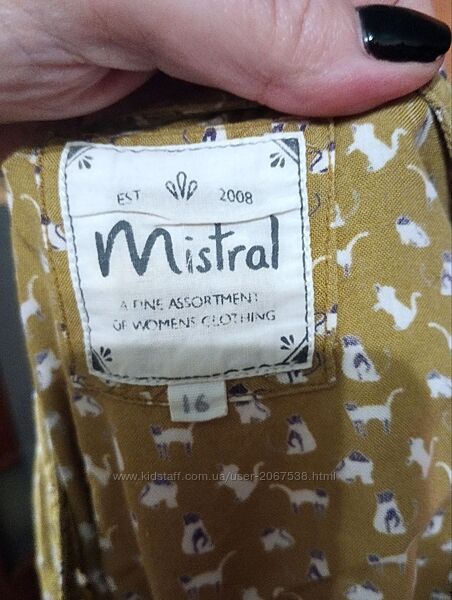 EST 2008
Mistral
A FINE ASSORTMENT
OF WOMENS CLOTHING
16
www.kidstaff.com.ua/user-2067538.html